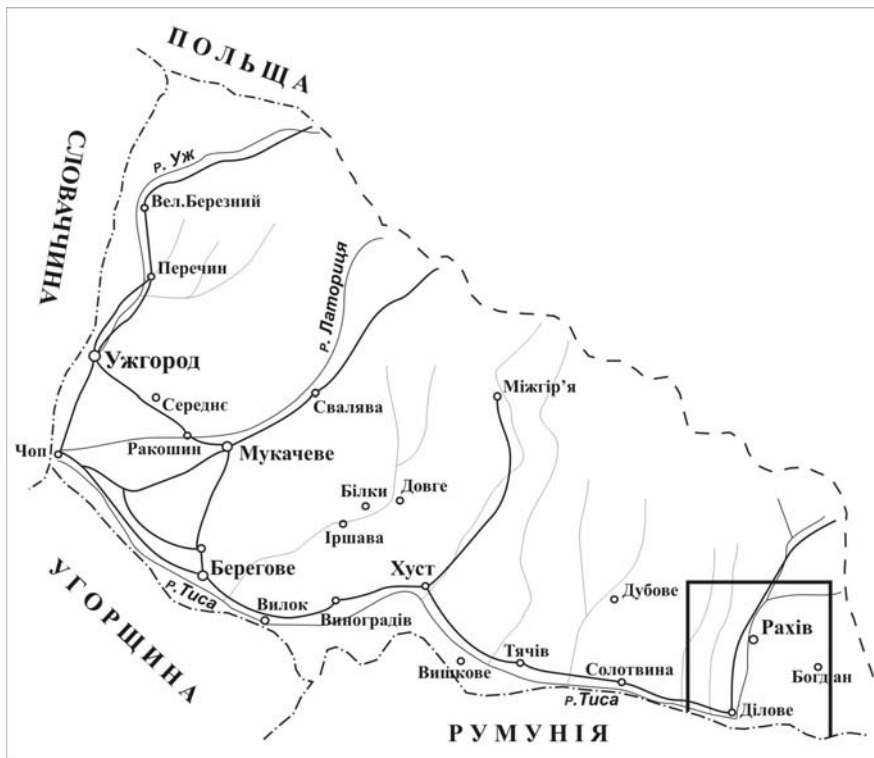 ПОЛЬЩА
СЛОВАЧЧИНА
р. Уж
Вел.Березний
Перечин
р. Латориця
Ужгород
Середнє
Свалява
Міжгір’я
Чоп
Ракошин
Мукачеве
Білки
Довге
Іршава
УГОРЩИНА
Берегове
р.Тиса
Хуст
Вилок
Виноградів
Дубове
Рахів
Вишкове
Тячів
Солотвина
Богдан
р.Тиса
Ділове
РУМУНІЯ